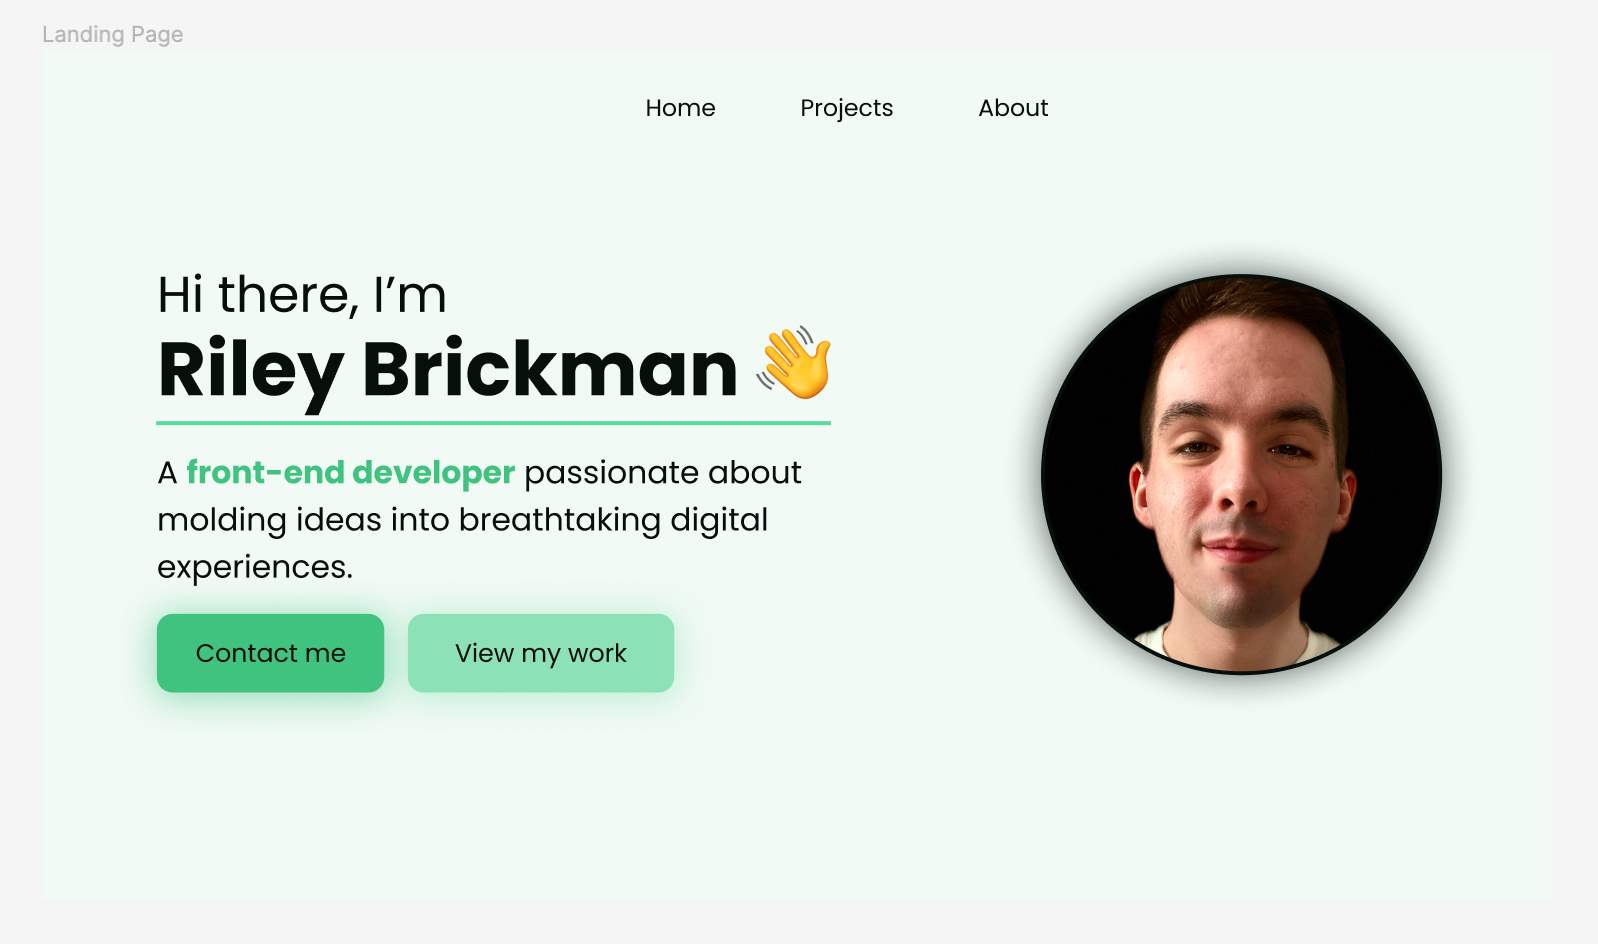 Landing Page
Home Projects About
Hi there, I’m
Riley Brickman 👋
A front-end developer passionate about
molding ideas into breathtaking digital
experiences.
Contact me View my work